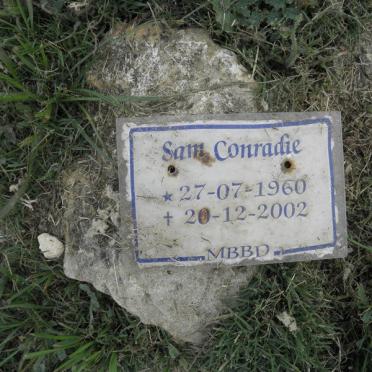 Sam Conradie
★ 27-07-1960
✝ 20-12-2002
MBBD